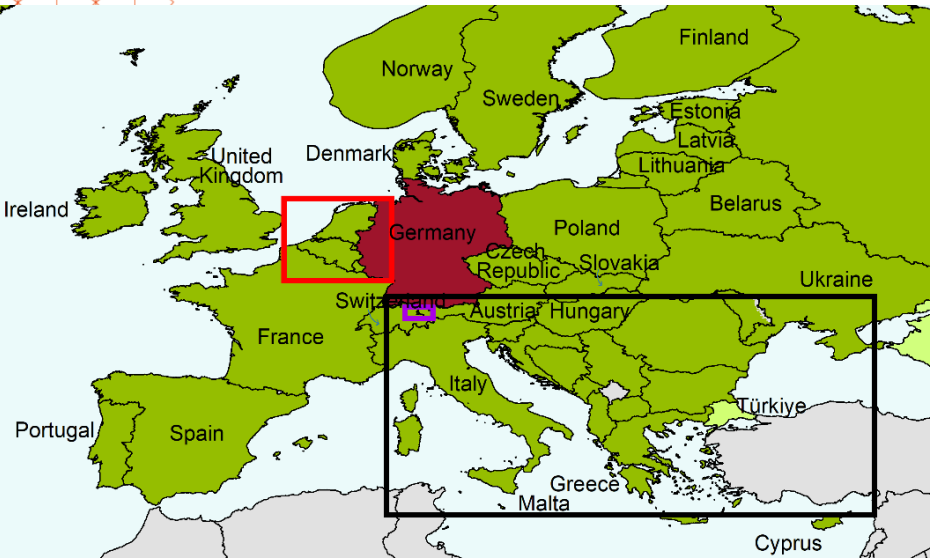 Finland
Norway
Sweden
Estonia
Latvia
Denmark
United
Kingdom
Lithuania
Ireland
Belarus
Germany
Poland
Czech
Republic
Slovakia
Ukraine
Switzerland
Austria
Hungary
France
Italy
Türkiye
Portugal
Spain
Greece
Malta
Cyprus